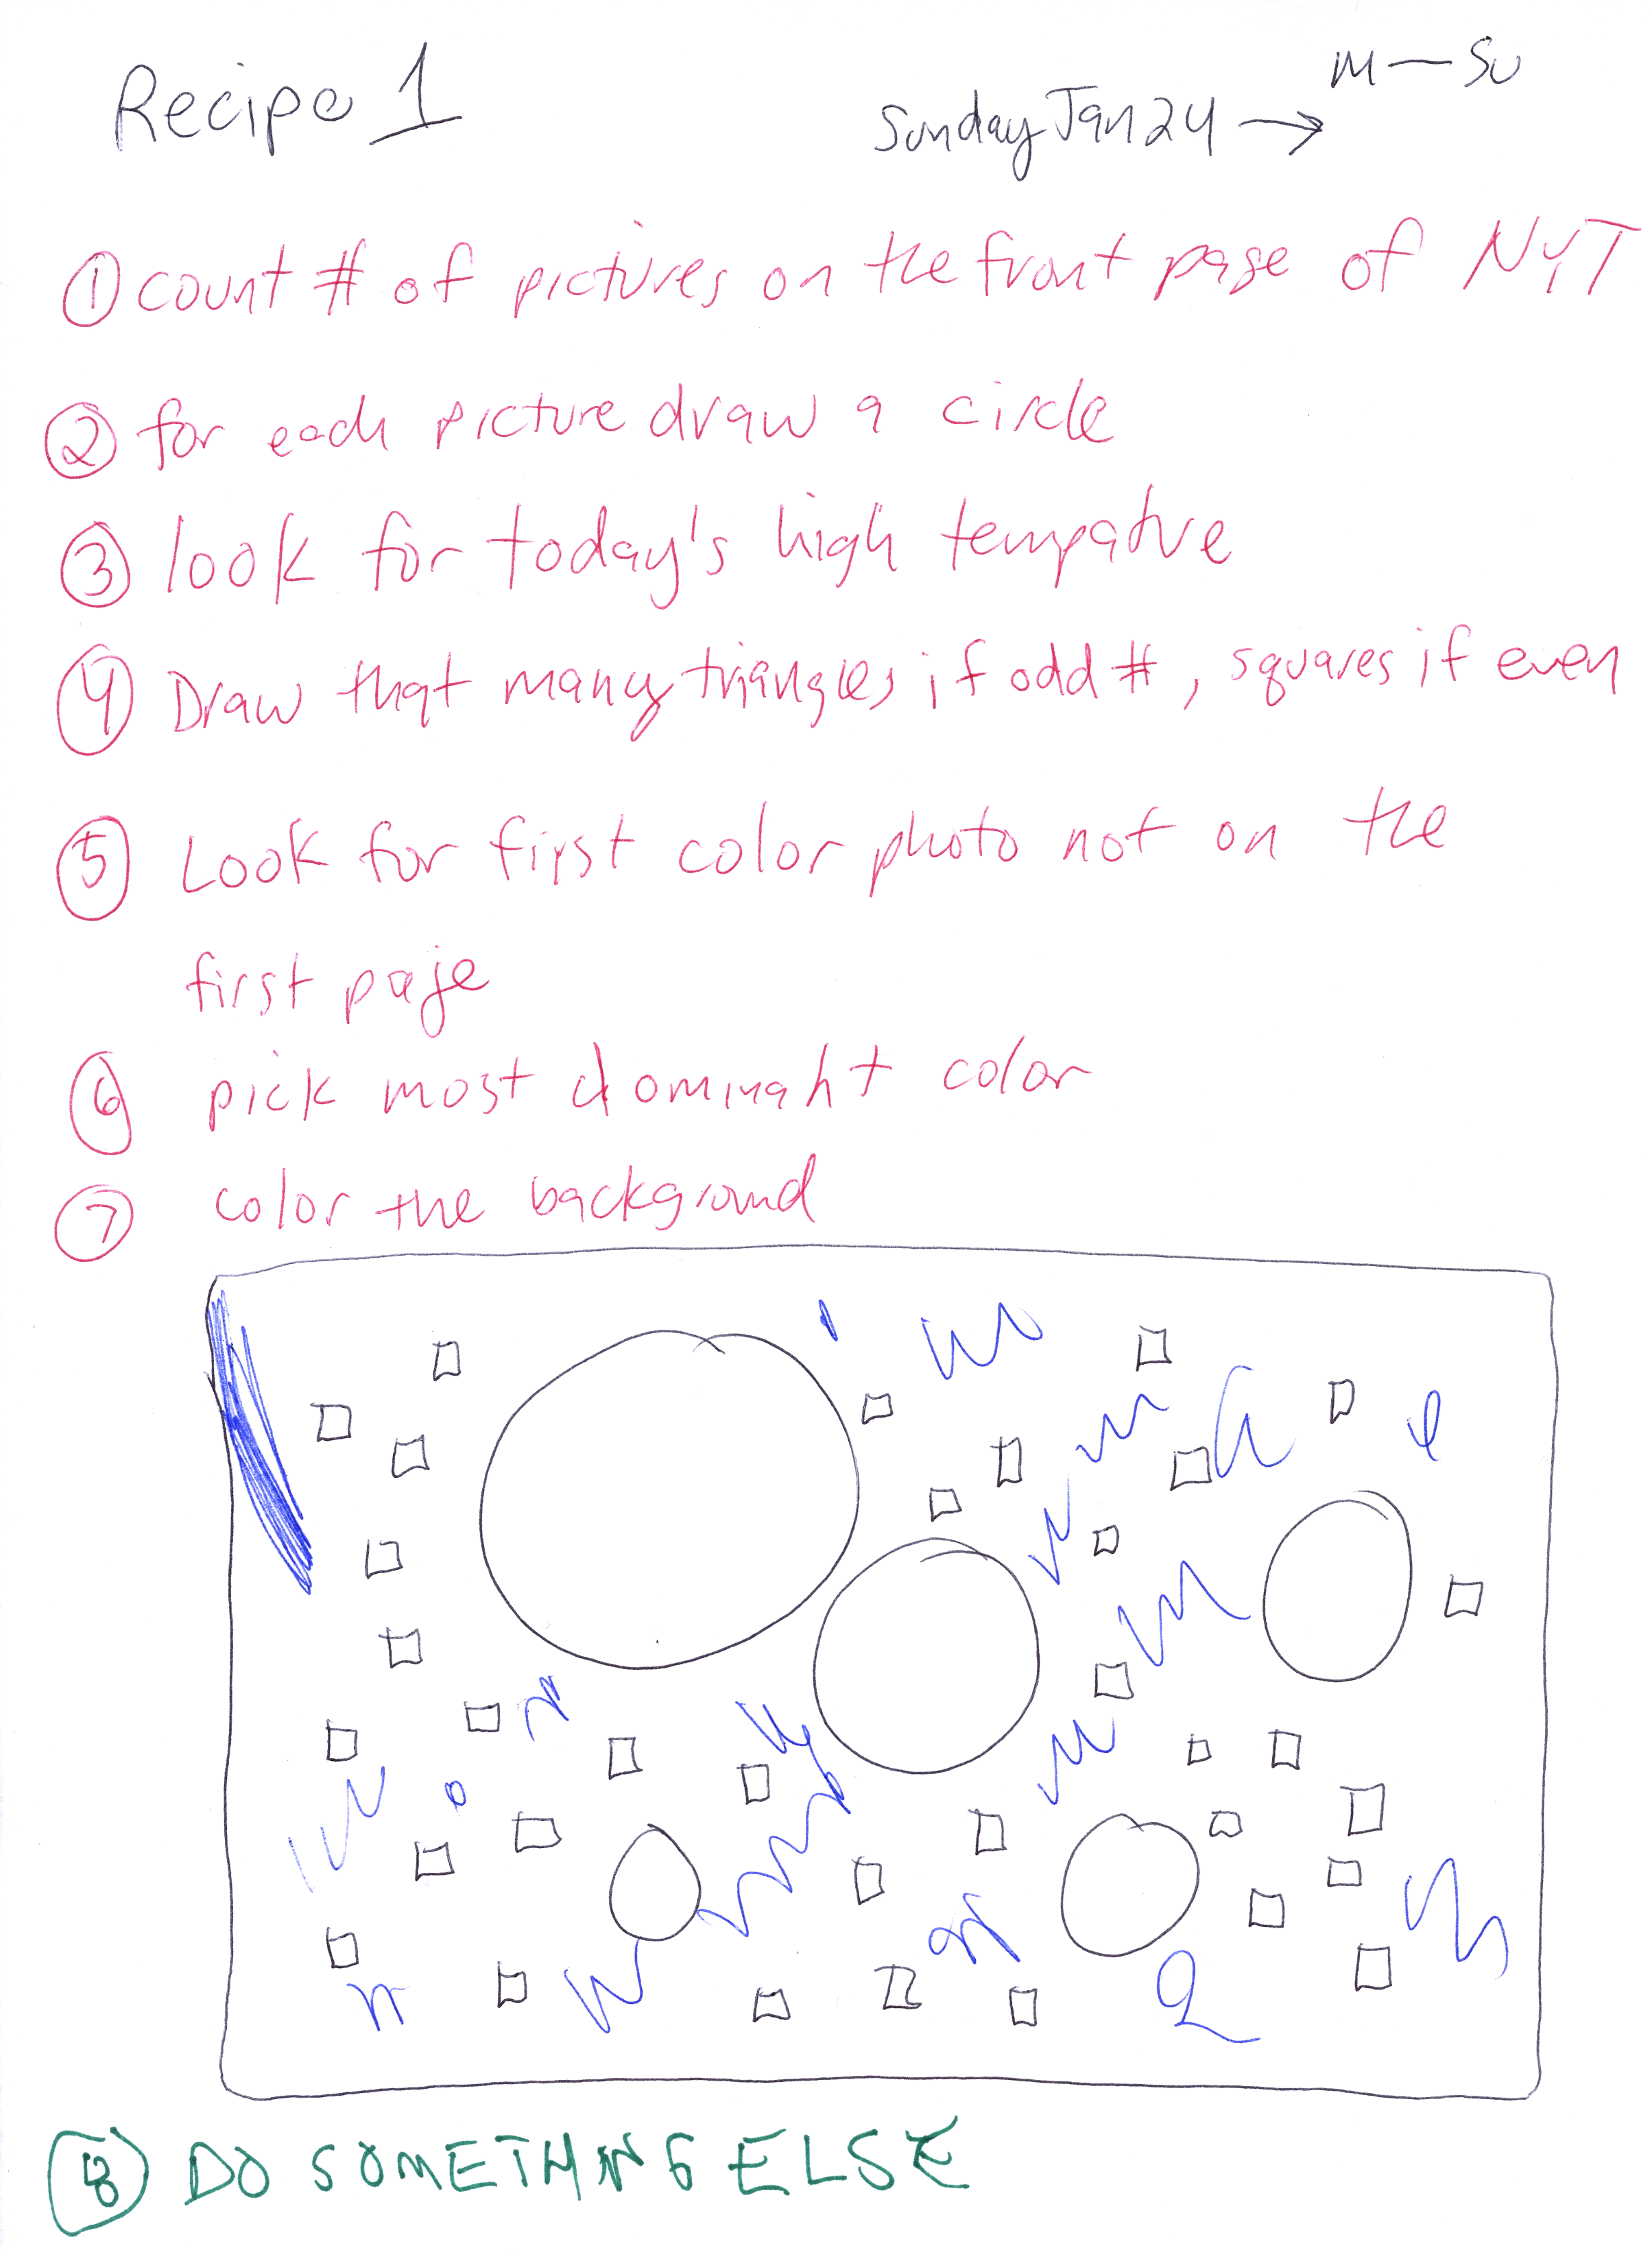 Recipe 1
M — Su
Sunday Jan 24 →
① count # of pictures on the front page of NYT
② for each picture draw a circle
③ look for today's high tempatve
④ Draw that many triangles if odd #, squares if even
⑤ Look for first color photo not on the
first page
⑥ pick most dominaht color
⑦ color the background
⑧ DO SOMETHING ELSE